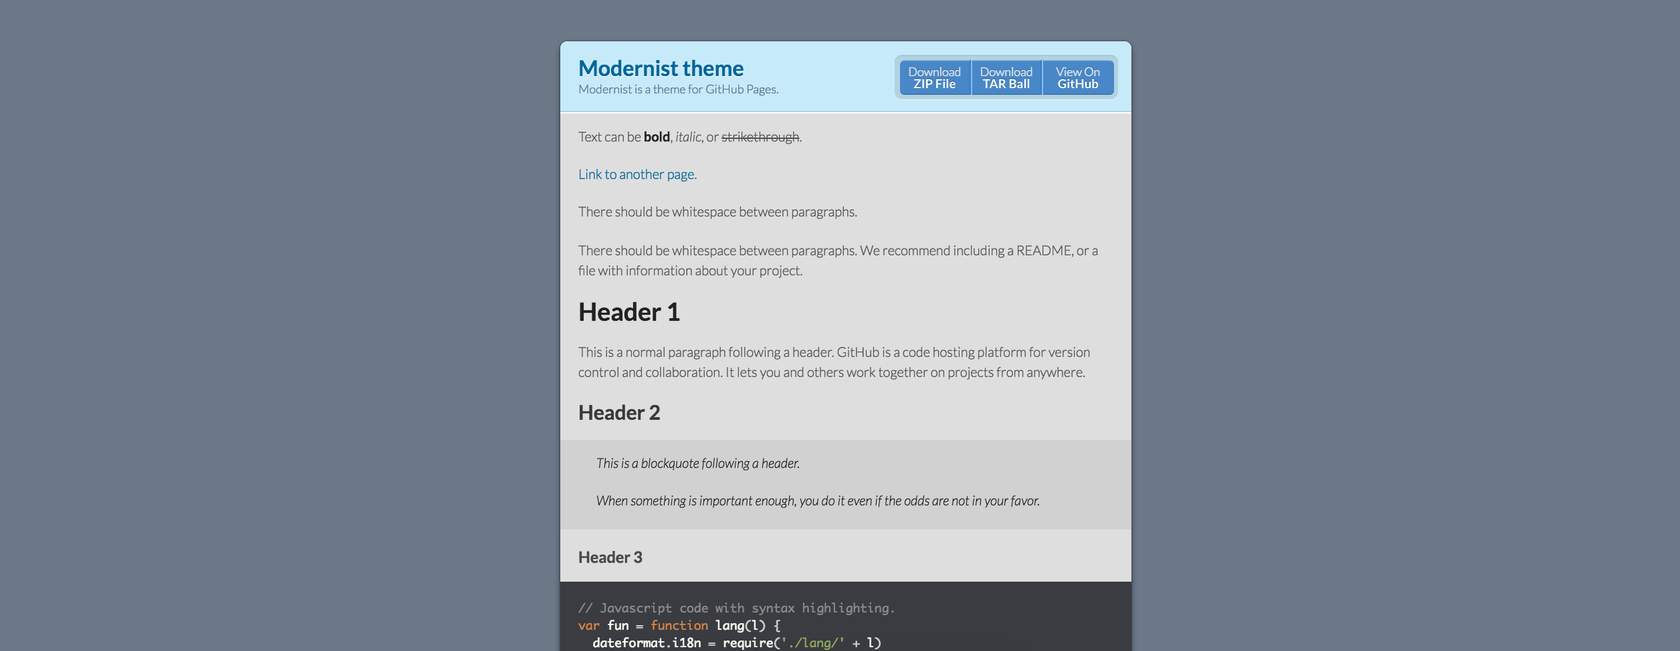 Modernist theme
Modernist is a theme for GitHub Pages.
Download
ZIP File
Download
TAR Ball
View On
GitHub
Text can be bold, italic, or strikethrough.
Link to another page.
There should be whitespace between paragraphs.
There should be whitespace between paragraphs. We recommend including a README, or a
file with information about your project.
Header 1
This is a normal paragraph following a header. GitHub is a code hosting platform for version
control and collaboration. It lets you and others work together on projects from anywhere.
Header 2
This is a blockquote following a header.
When something is important enough, you do it even if the odds are not in your favor.
Header 3
// Javascript code with syntax highlighting.
var fun = function lang(l) {
  dateformat.i18n = require('./lang/' + l)